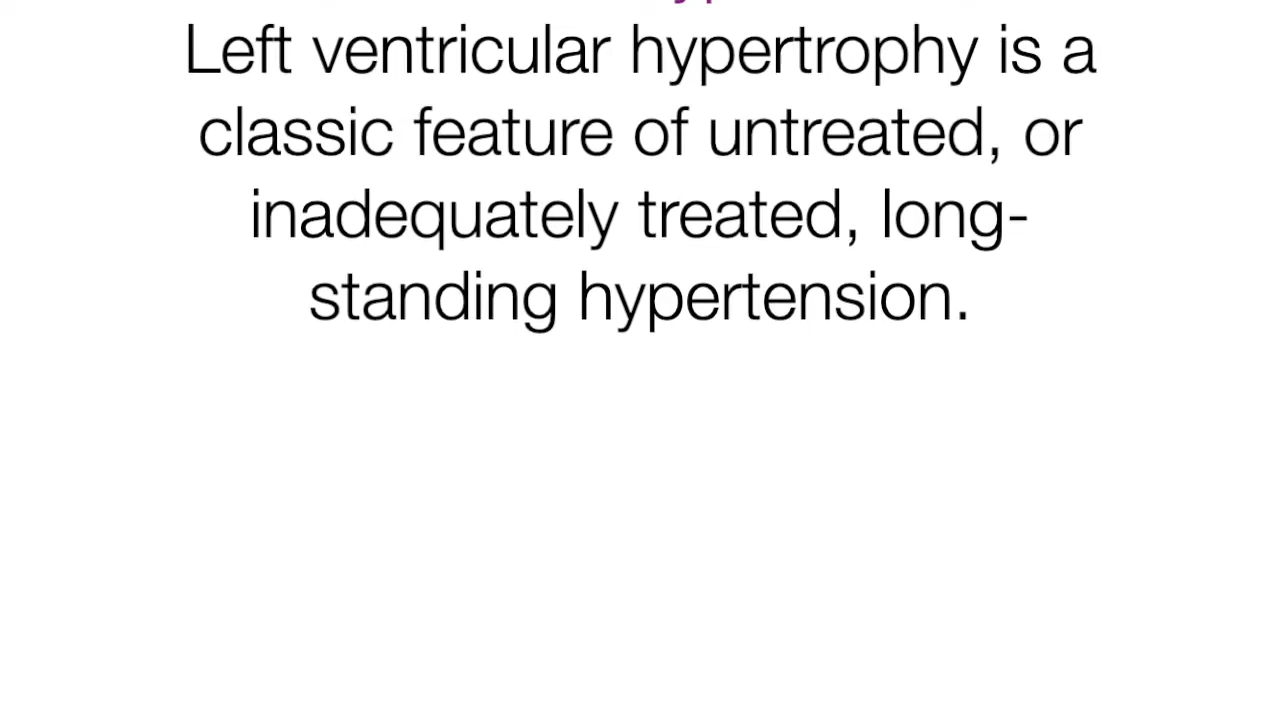 Left ventricular hypertrophy is a
classic feature of untreated, or
inadequately treated, long-
standing hypertension.